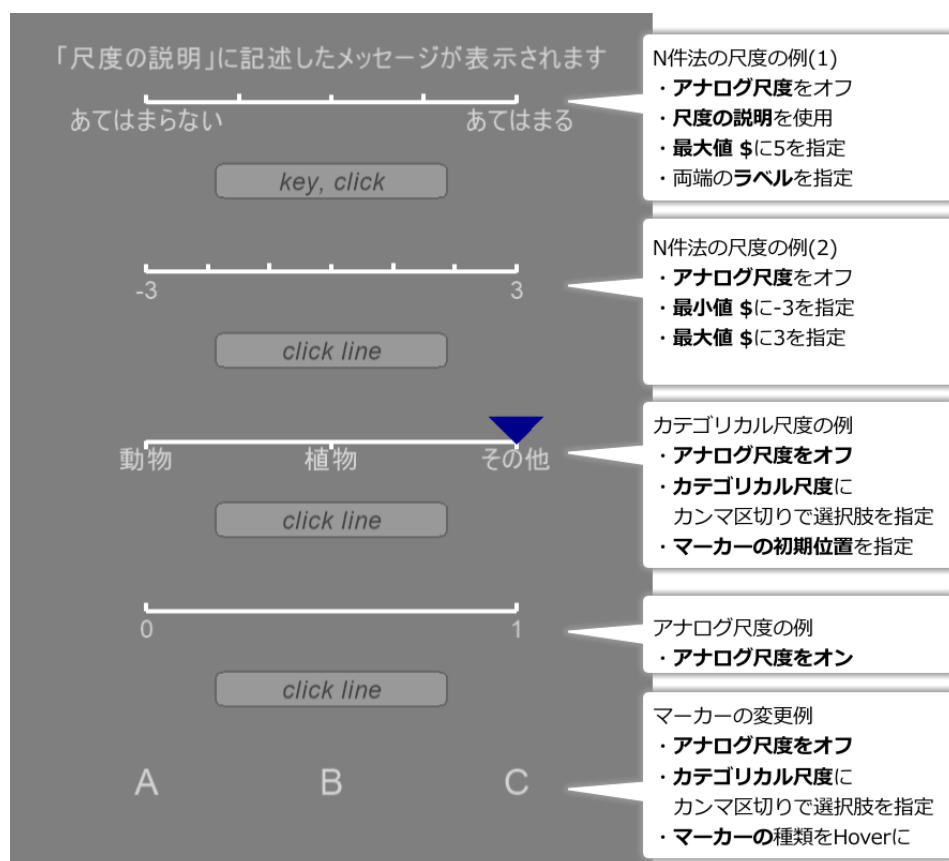 「尺度の説明」に記述したメッセージが表示されます
あてはまらない
あてはまる
key, click
N件法の尺度の例(1)
・アナログ尺度をオフ
・尺度の説明を使用
・最大値 $に5を指定
・両端のラベルを指定
-3
3
click line
N件法の尺度の例(2)
・アナログ尺度をオフ
・最小値 $に-3を指定
・最大値 $に3を指定
動物
植物
その他
click line
カテゴリカル尺度の例
・アナログ尺度をオフ
・カテゴリカル尺度に
カンマ区切りで選択肢を指定
・マーカーの初期位置を指定
0
1
click line
アナログ尺度の例
・アナログ尺度をオン
A
B
C
マーカーの変更例
・アナログ尺度をオフ
・カテゴリカル尺度に
カンマ区切りで選択肢を指定
・マーカーの種類をHoverに